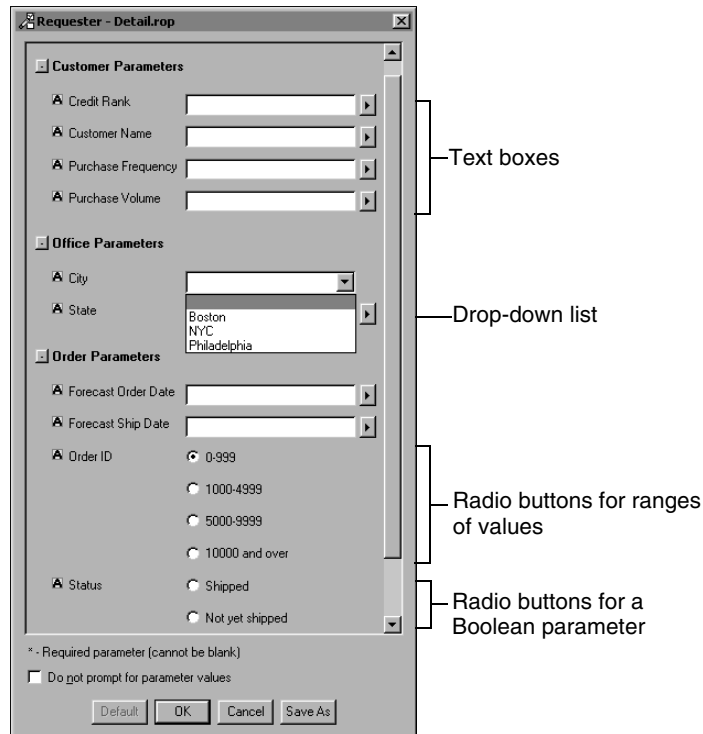 Requester - Detail.rop
Customer Parameters
A Credit Rank
A Customer Name
A Purchase Frequency
A Purchase Volume
Text boxes
Office Parameters
A City
A State
Boston
NYC
Philadelphia
Drop-down list
Order Parameters
A Forecast Order Date
A Forecast Ship Date
A Order ID
0-999
1000-4999
5000-9999
10000 and over
Radio buttons for ranges
of values
A Status
Shipped
Not yet shipped
Radio buttons for a
Boolean parameter
* - Required parameter (cannot be blank)
Do not prompt for parameter values
Default OK Cancel Save As